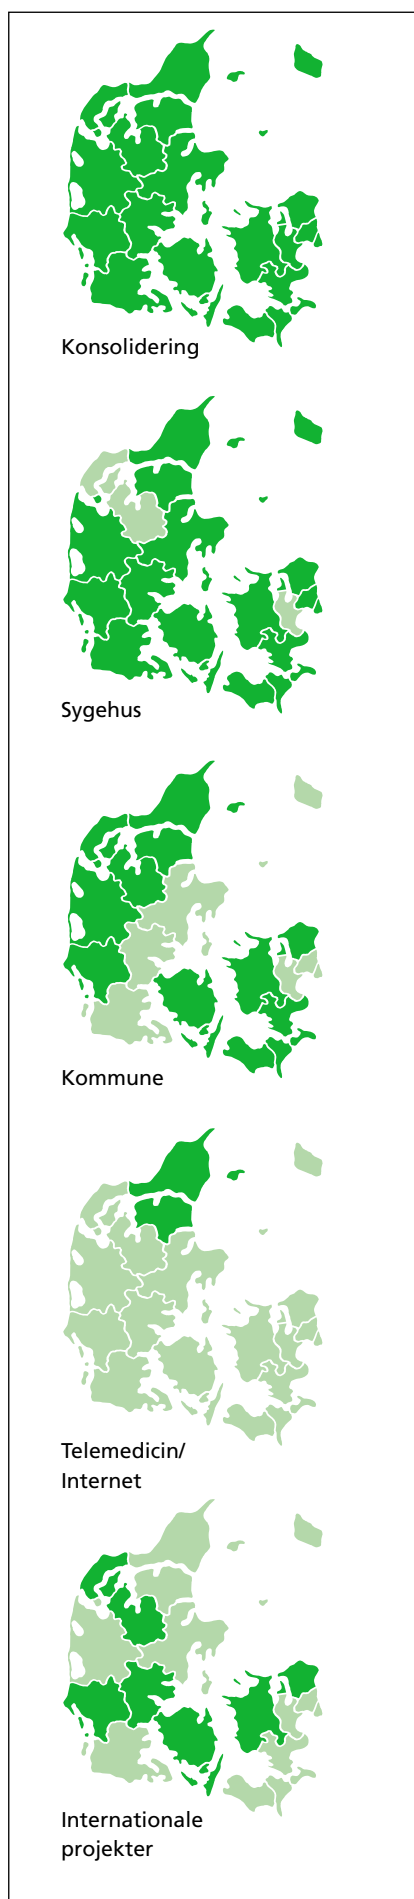 Konsolidering
Sygehus
Kommune
Telemedicin/
Internet
Internationale
projekter